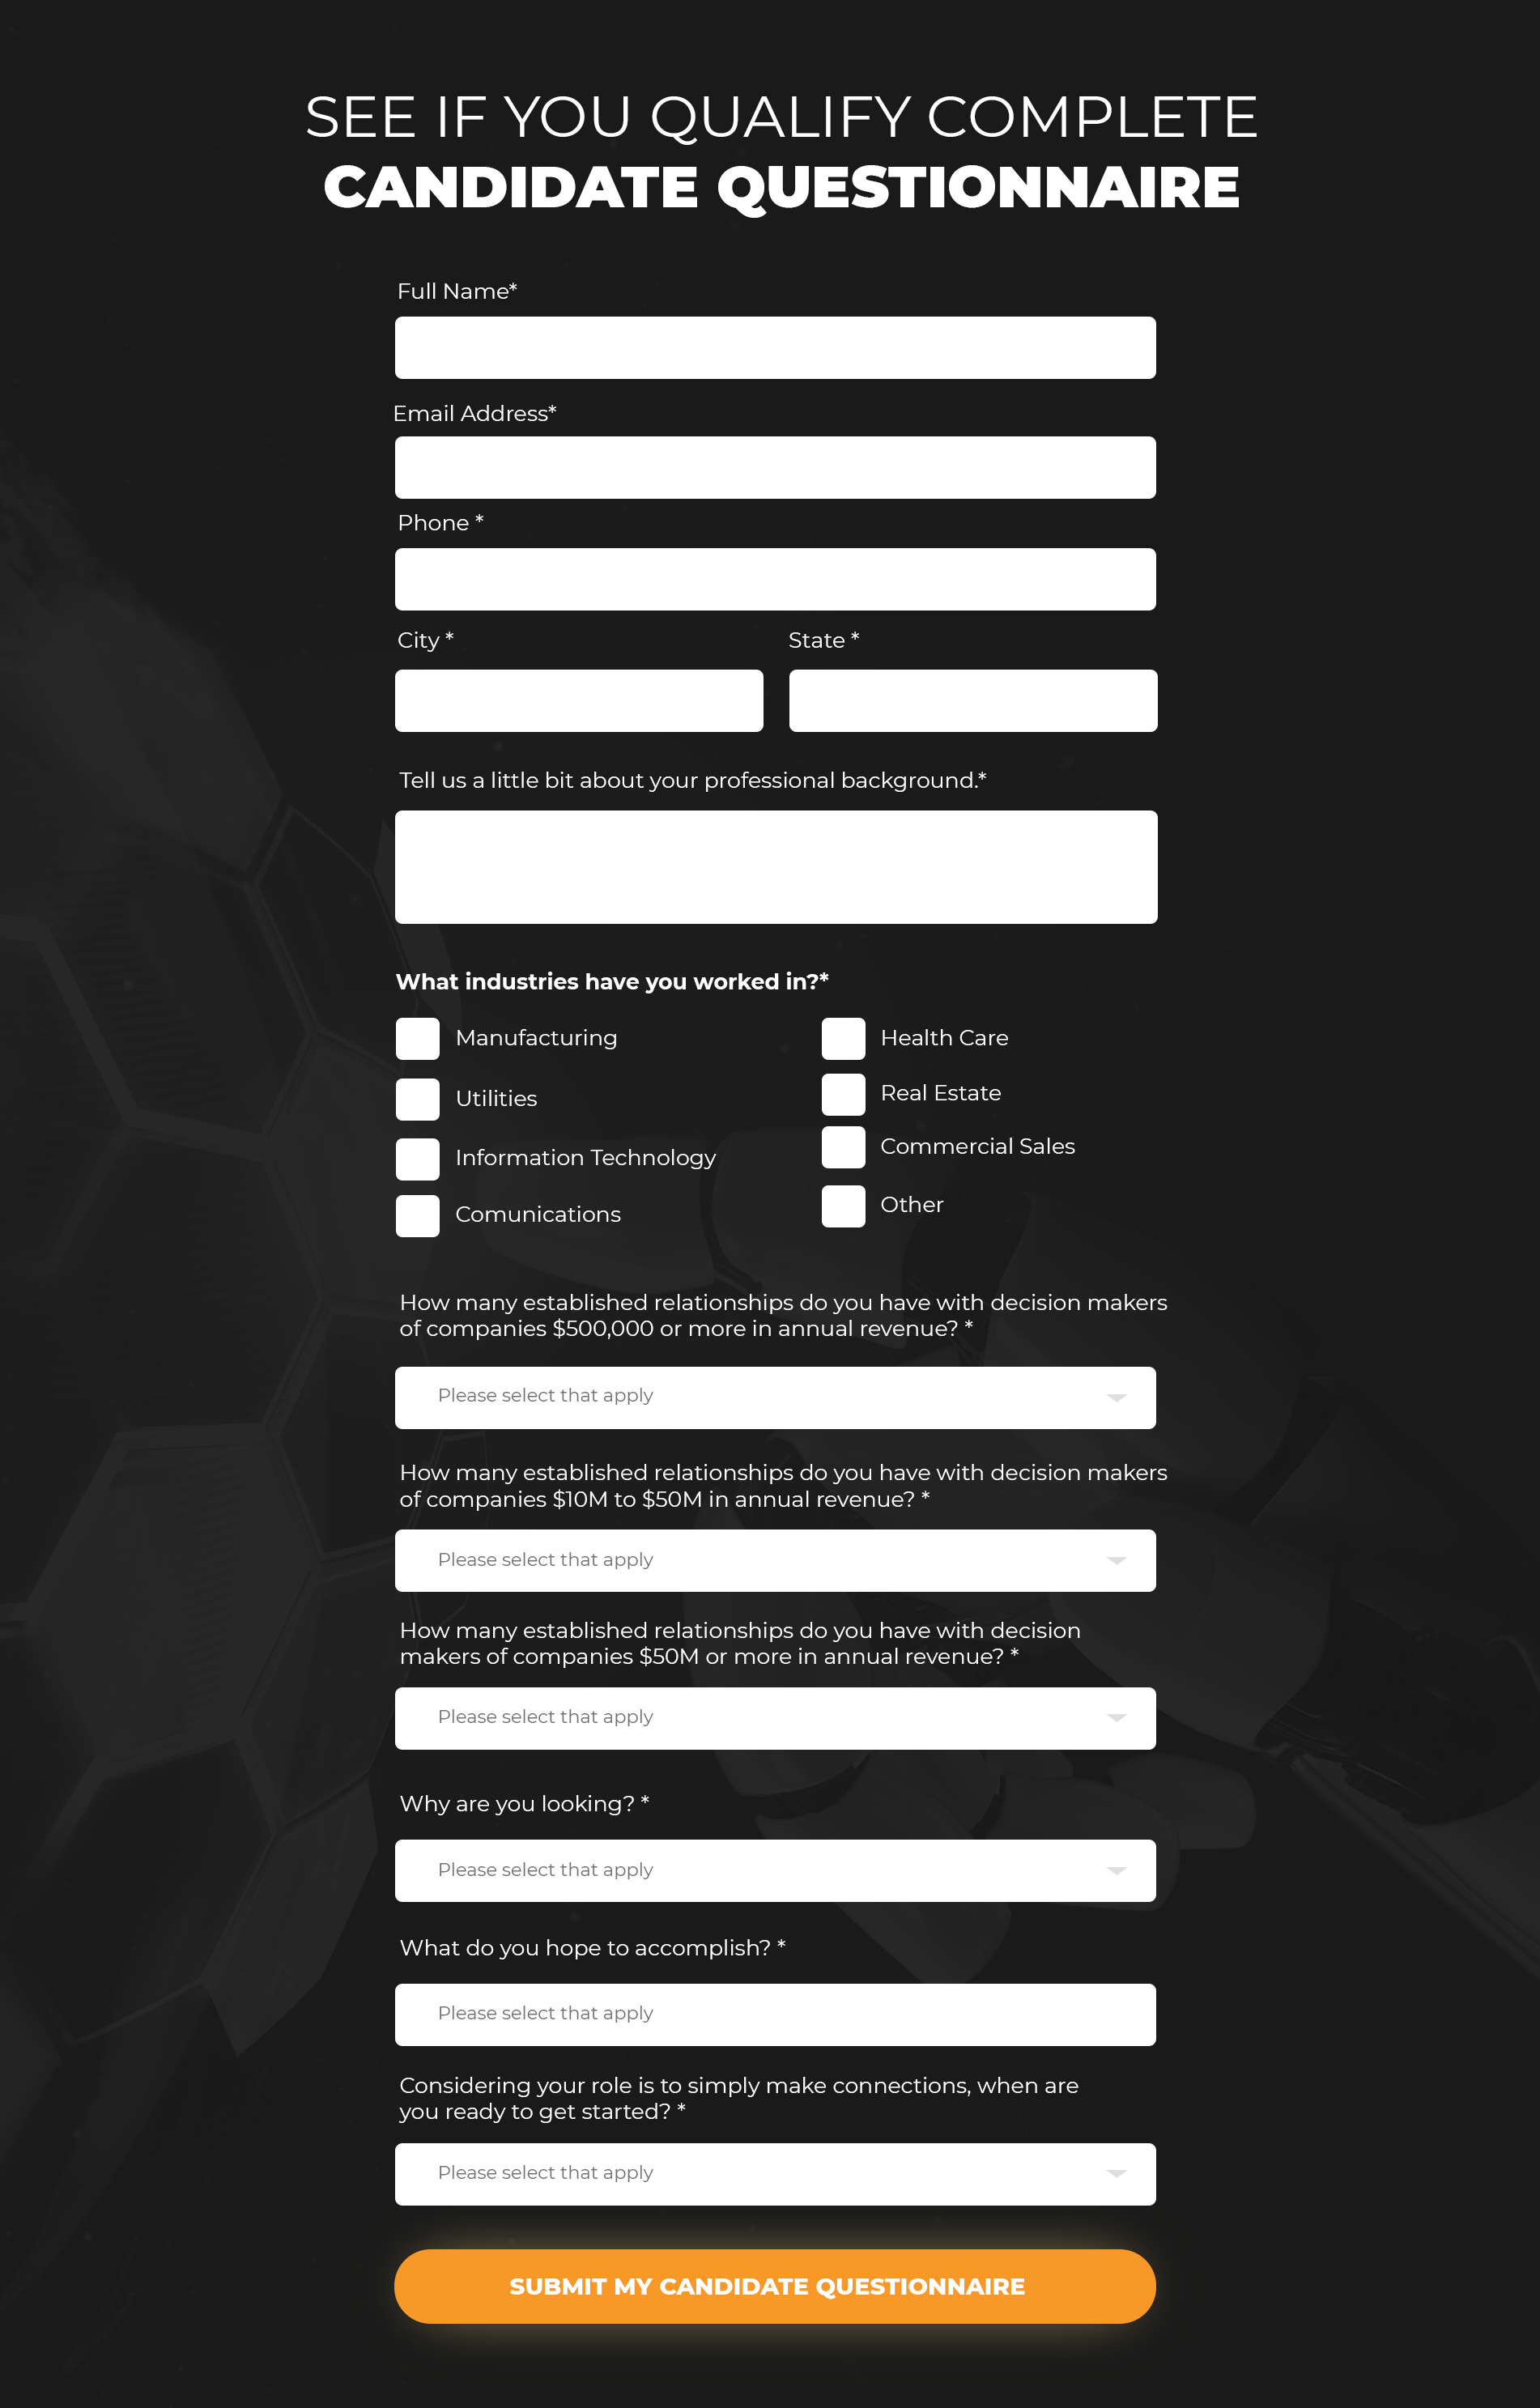 SEE IF YOU QUALIFY COMPLETE
CANDIDATE QUESTIONNAIRE
Full Name*
Email Address*
Phone *
City *
State *
Tell us a little bit about your professional background.*
What industries have you worked in?*
Manufacturing
Health Care
Utilities
Real Estate
Information Technology
Commercial Sales
Comunications
Other
How many established relationships do you have with decision makers
of companies $500,000 or more in annual revenue? *
Please select that apply
How many established relationships do you have with decision makers
of companies $10M to $50M in annual revenue? *
Please select that apply
How many established relationships do you have with decision
makers of companies $50M or more in annual revenue? *
Please select that apply
Why are you looking? *
Please select that apply
What do you hope to accomplish? *
Please select that apply
Considering your role is to simply make connections, when are
you ready to get started? *
Please select that apply
SUBMIT MY CANDIDATE QUESTIONNAIRE